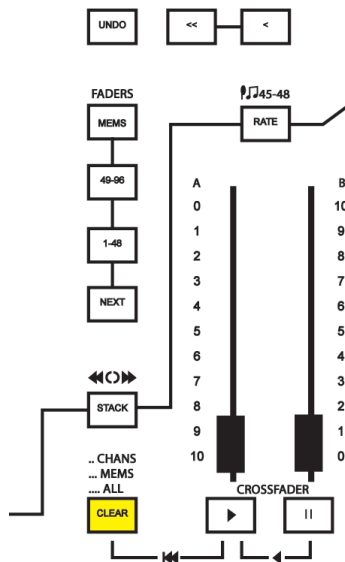 UNDO
<<
<
FADERS
MEMS
45-48
RATE
49-96
1-48
NEXT
A
0
1
2
3
4
5
6
7
8
9
10
B
10
9
8
7
6
5
4
3
2
1
0
STACK
.. CHANS
... MEMS
.... ALL
CLEAR
CROSSFADER